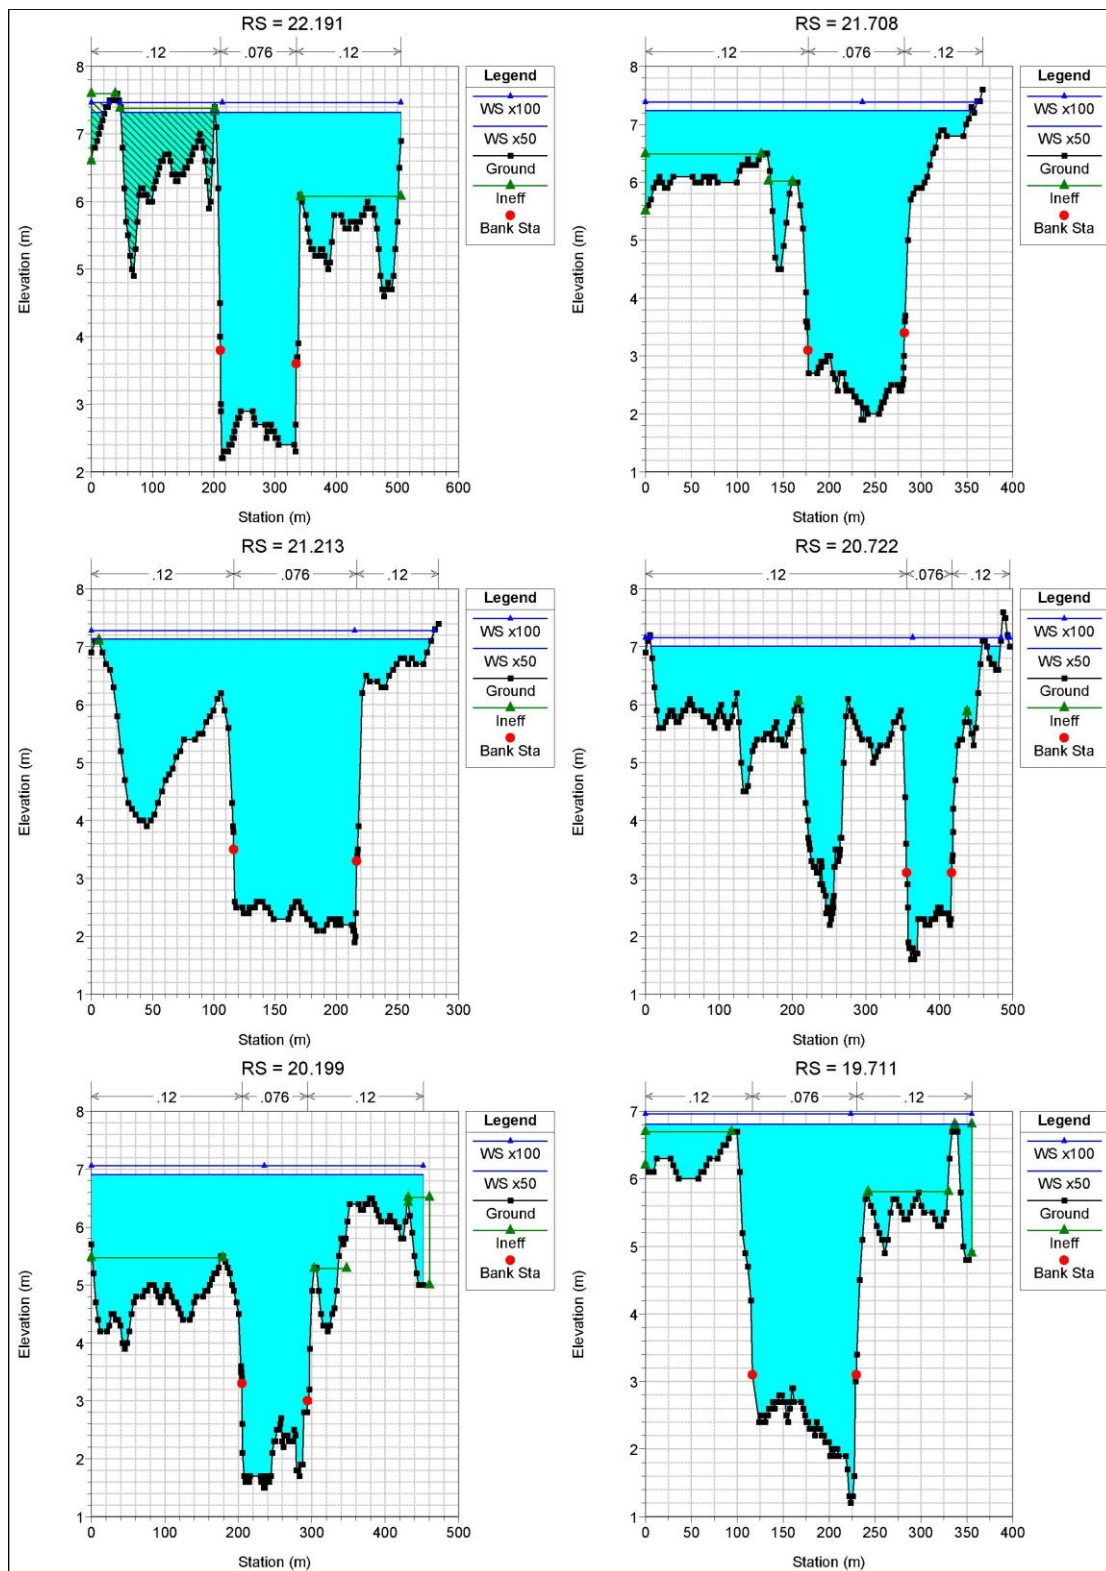 RS = 22.191
.12 .076 .12
8
7
6
5
4
3
2
0 100 200 300 400 500 600
Elevation (m)
Station (m)
Legend
WS x100
WS x50
Ground
Ineff
Bank Sta
RS = 21.708
.12 .076 .12
8
7
6
5
4
3
2
1
0 50 100 150 200 250 300 350 400
Elevation (m)
Station (m)
Legend
WS x100
WS x50
Ground
Ineff
Bank Sta
RS = 21.213
.12 .076 .12
8
7
6
5
4
3
2
1
0 50 100 150 200 250 300
Elevation (m)
Station (m)
Legend
WS x100
WS x50
Ground
Ineff
Bank Sta
RS = 20.722
.12 .076 .12
8
7
6
5
4
3
2
1
0 100 200 300 400 500
Elevation (m)
Station (m)
Legend
WS x100
WS x50
Ground
Ineff
Bank Sta
RS = 20.199
.12 .076 .12
8
7
6
5
4
3
2
1
0 100 200 300 400 500
Elevation (m)
Station (m)
Legend
WS x100
WS x50
Ground
Ineff
Bank Sta
RS = 19.711
.12 .076 .12
7
6
5
4
3
2
1
0 50 100 150 200 250 300 350 400
Elevation (m)
Station (m)
Legend
WS x100
WS x50
Ground
Ineff
Bank Sta